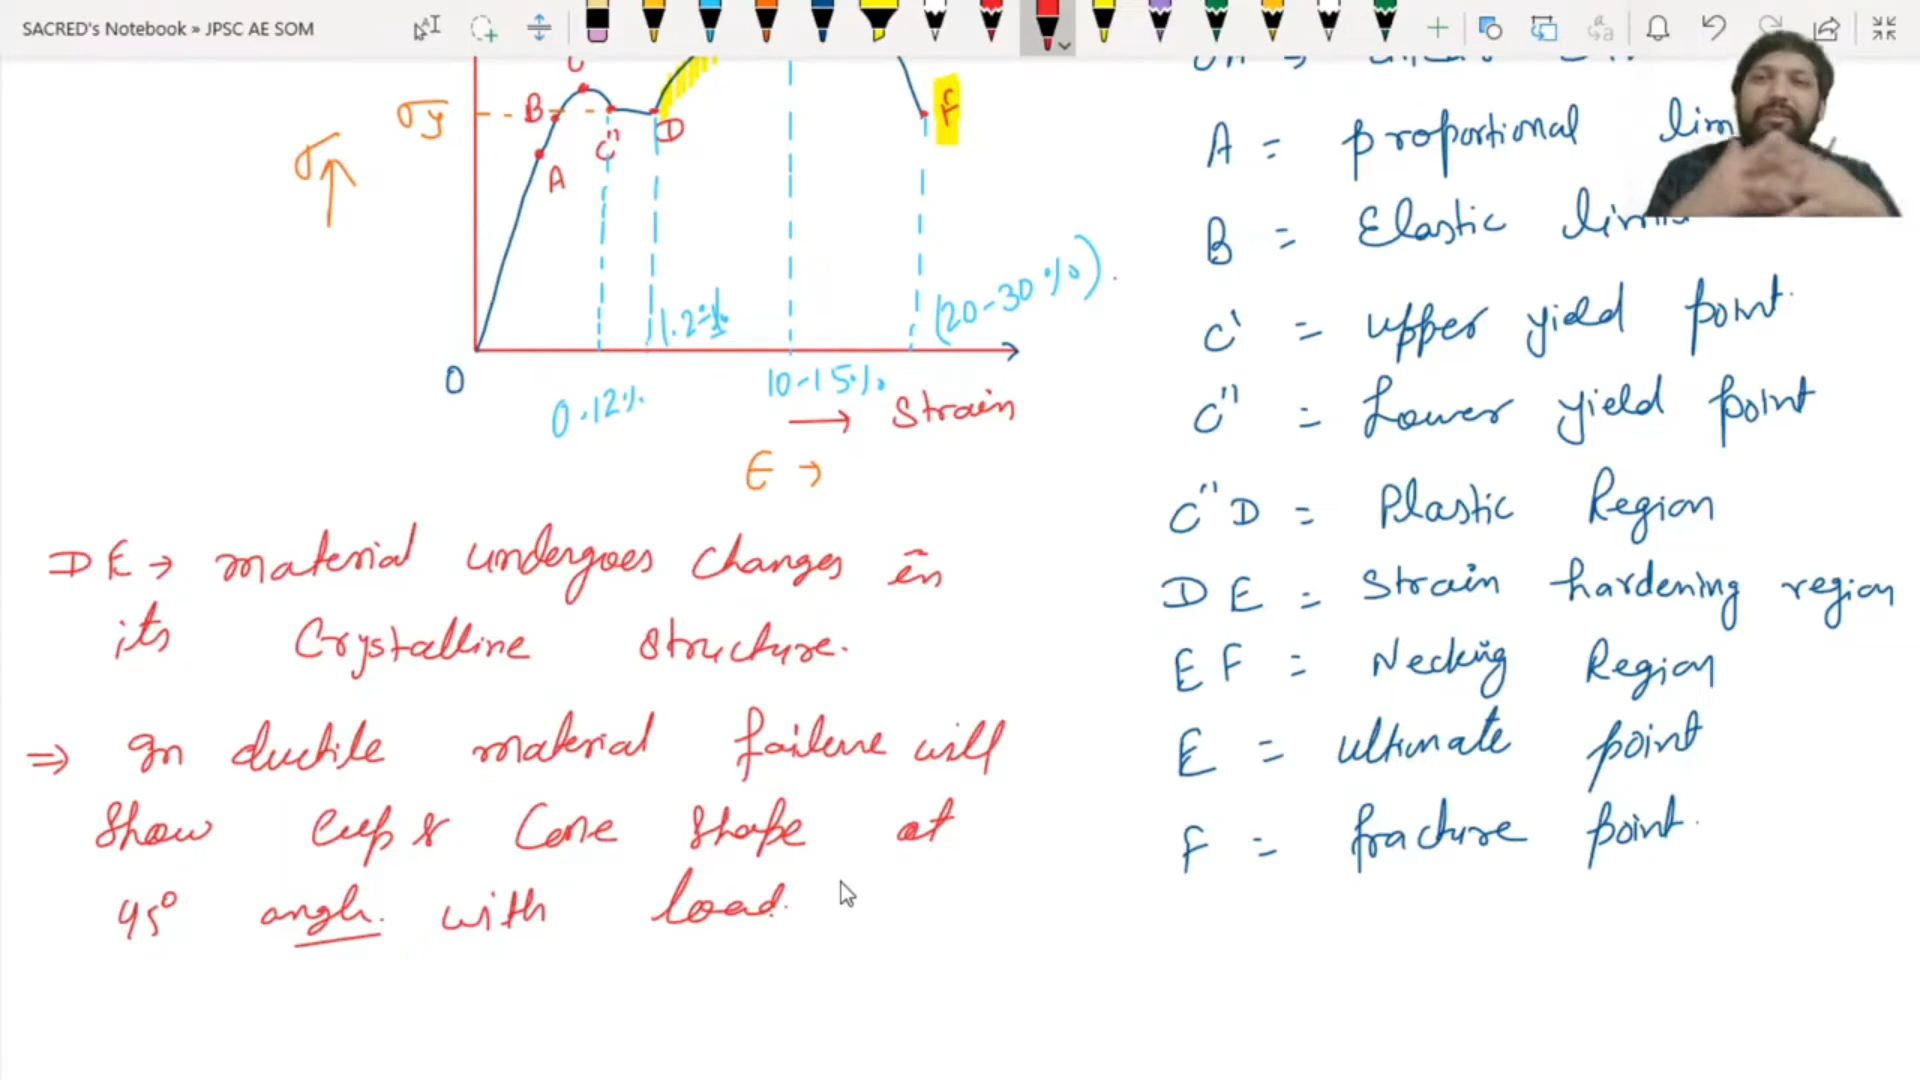 SACRED's Notebook » JPSC AE SOM
σy
B
C"
D
F
σ
A
1.2%
(20-30%)
O
0.12%
10-15%
→ Strain
ϵ →
DE → material undergoes changes in
its Crystalline structure.
⇒ In ductile material failure will
show cup & Cone shape at
45° angle. with load.
A = proportional
B = Elastic limit
C' = upper yield point.
C" = Lower yield point
C"D = Plastic Region
DE = Strain hardening region
EF = Necking Region
E = ultimate point
F = fracture point.